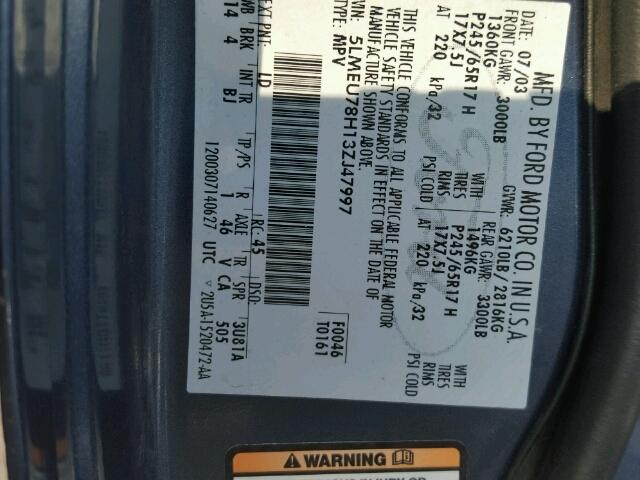 MFD. BY FORD MOTOR CO. IN U.S.A.
DATE: 07/03 GVWR: 6210LB/2816KG
FRONT GAWR: 3000LB REAR GAWR: 3300LB
1360KG 1496KG
P245/65R17 H WITH TIRES P245/65R17 H WITH TIRES
17X7.5J RIMS 17X7.5J RIMS
AT 220 kPa/32 PSI COLD AT 220 kPa/32 PSI COLD
THIS VEHICLE CONFORMS TO ALL APPLICABLE FEDERAL MOTOR
VEHICLE SAFETY STANDARDS IN EFFECT ON THE DATE OF
MANUFACTURE SHOWN ABOVE.
VIN: 5LMEU78H13ZJ47997
TYPE: MPV
F0046
T0161
EXT PNT: LD RC: 45 DSO:
WB BRK INT TR TP/PS R AXLE TR SPR
14 4 BJ 1 46 V CA 505 3U81TA
1200307140627 UTC 2U5A-1520472-AA
WARNING